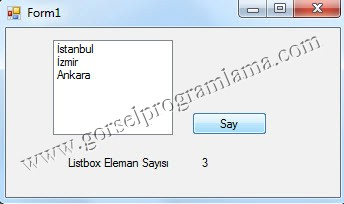 Form1
İstanbul
İzmir
Ankara
Say
Listbox Eleman Sayısı 3
www.gorselprogramlama.com